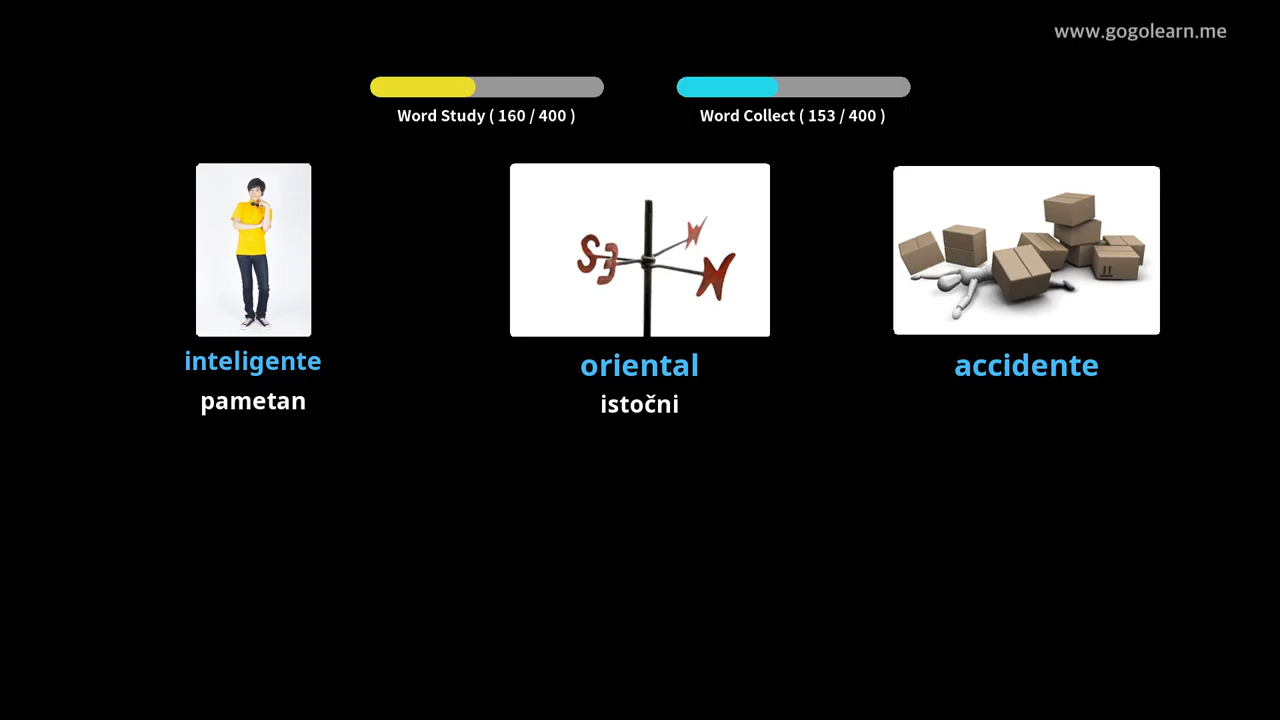 www.gogolearn.me
Word Study ( 160 / 400 )
Word Collect ( 153 / 400 )
S E N W
inteligente
oriental
accidente
pametan
istočni